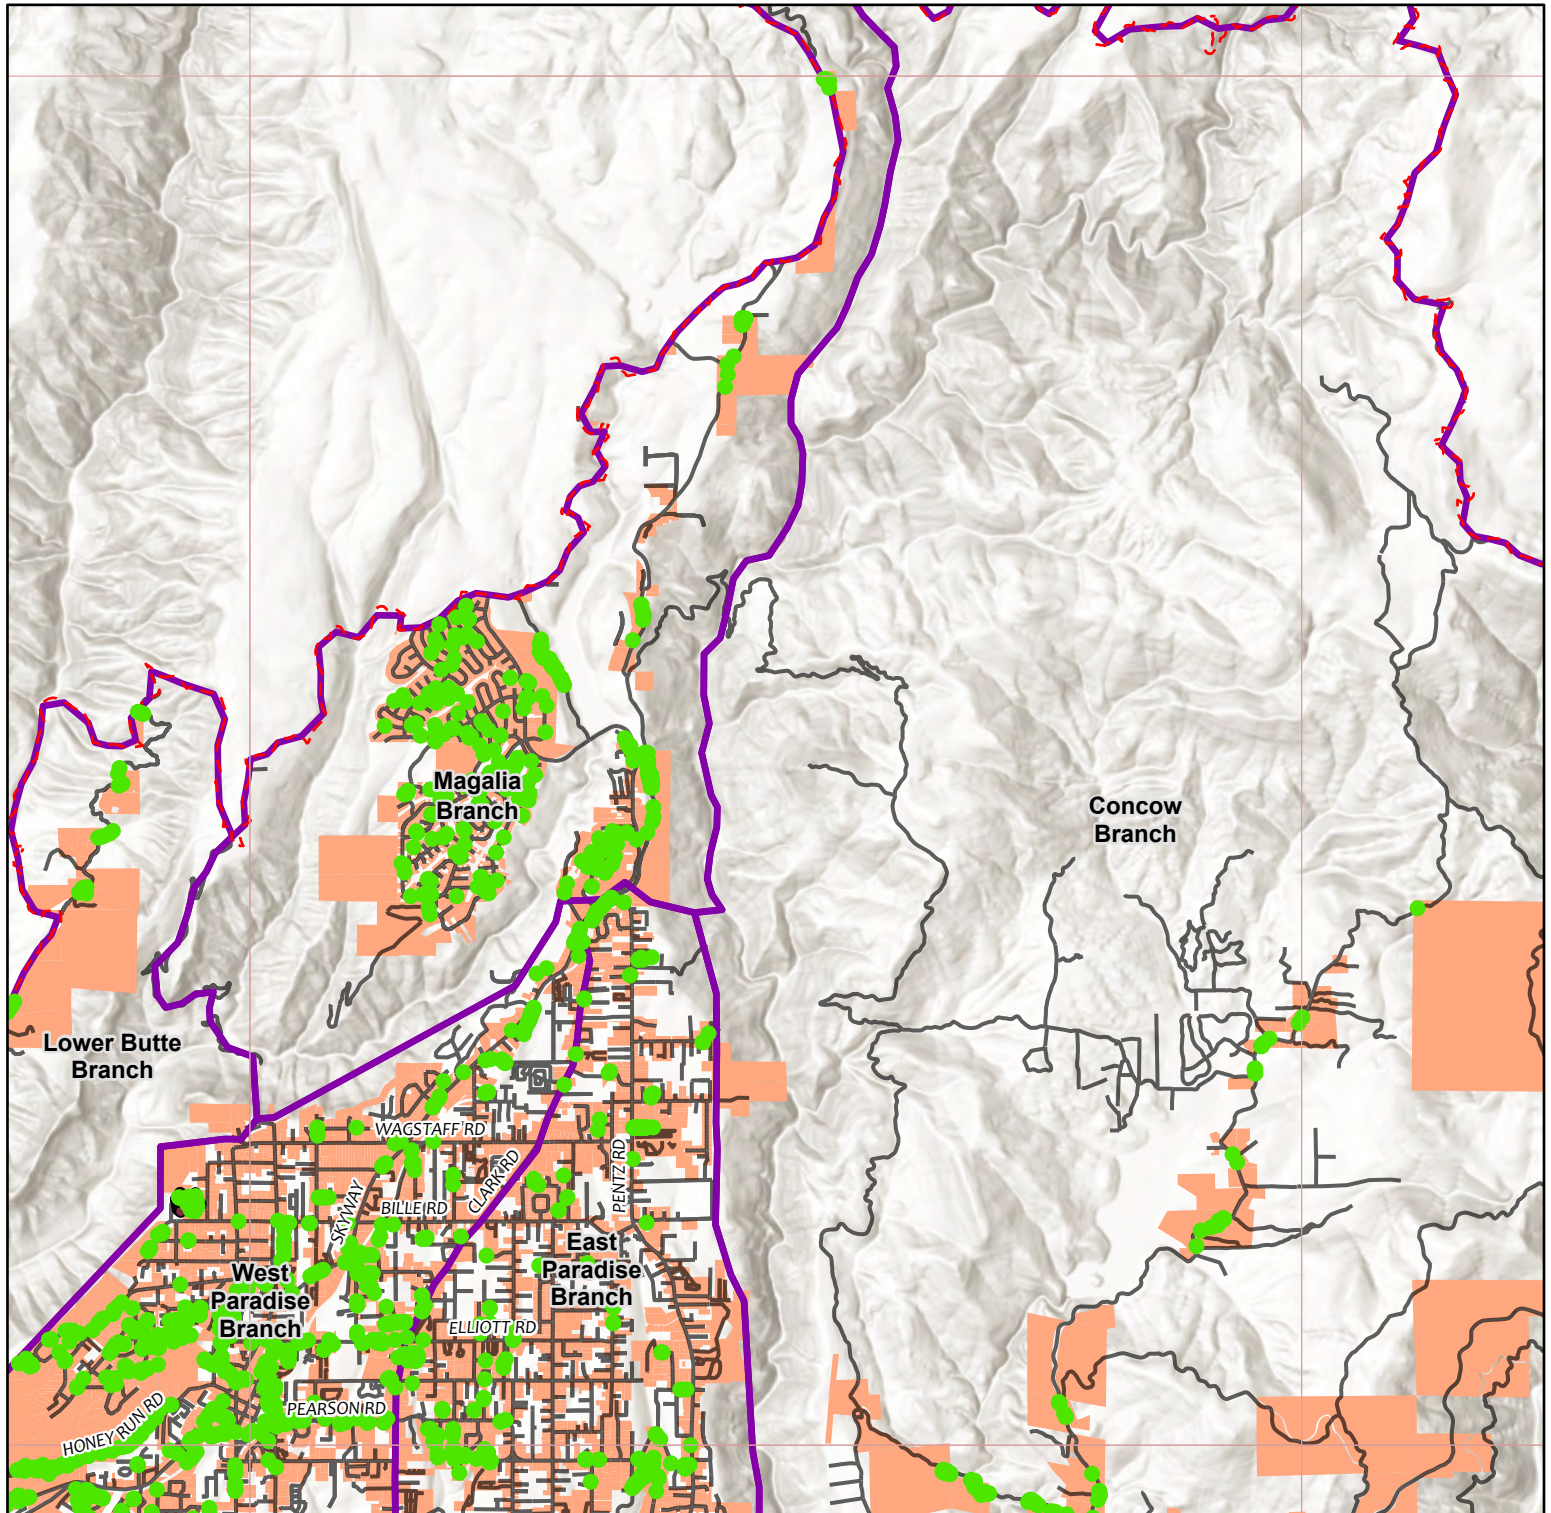 Magalia
Branch
Concow
Branch
Lower Butte
Branch
WAGSTAFF RD
CLARK RD
PENTZ RD
SKYWAY
BILLE RD
East
Paradise
Branch
West
Paradise
Branch
ELLIOTT RD
PEARSON RD
HONEY RUN RD